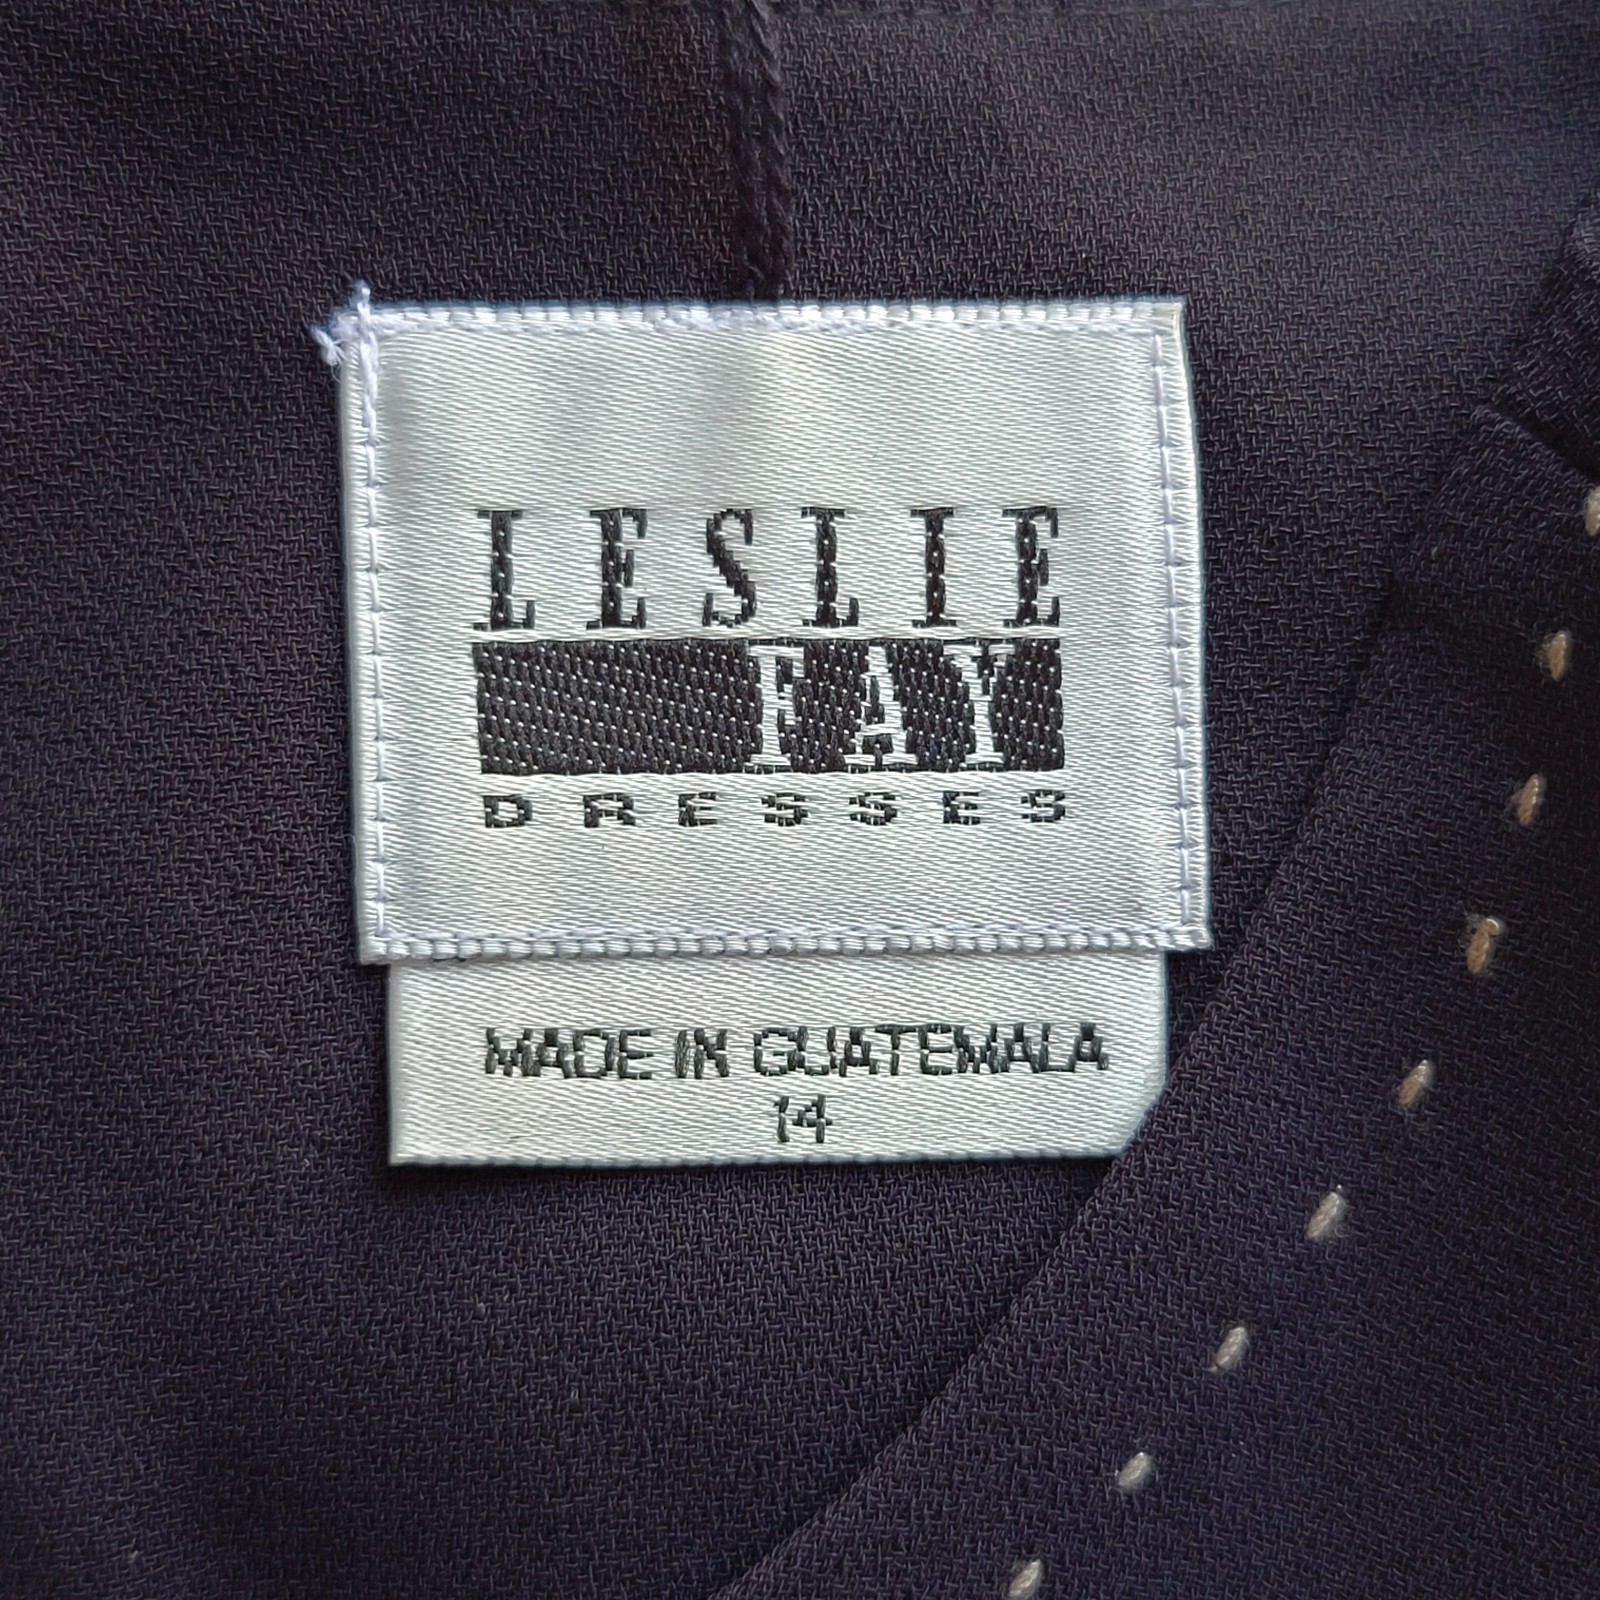 LESLIE
FAY
DRESSES
MADE IN GUATEMALA
14